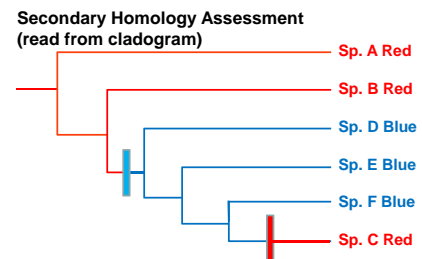 Secondary Homology Assessment
(read from cladogram)
Sp. A Red
Sp. B Red
Sp. D Blue
Sp. E Blue
Sp. F Blue
Sp. C Red